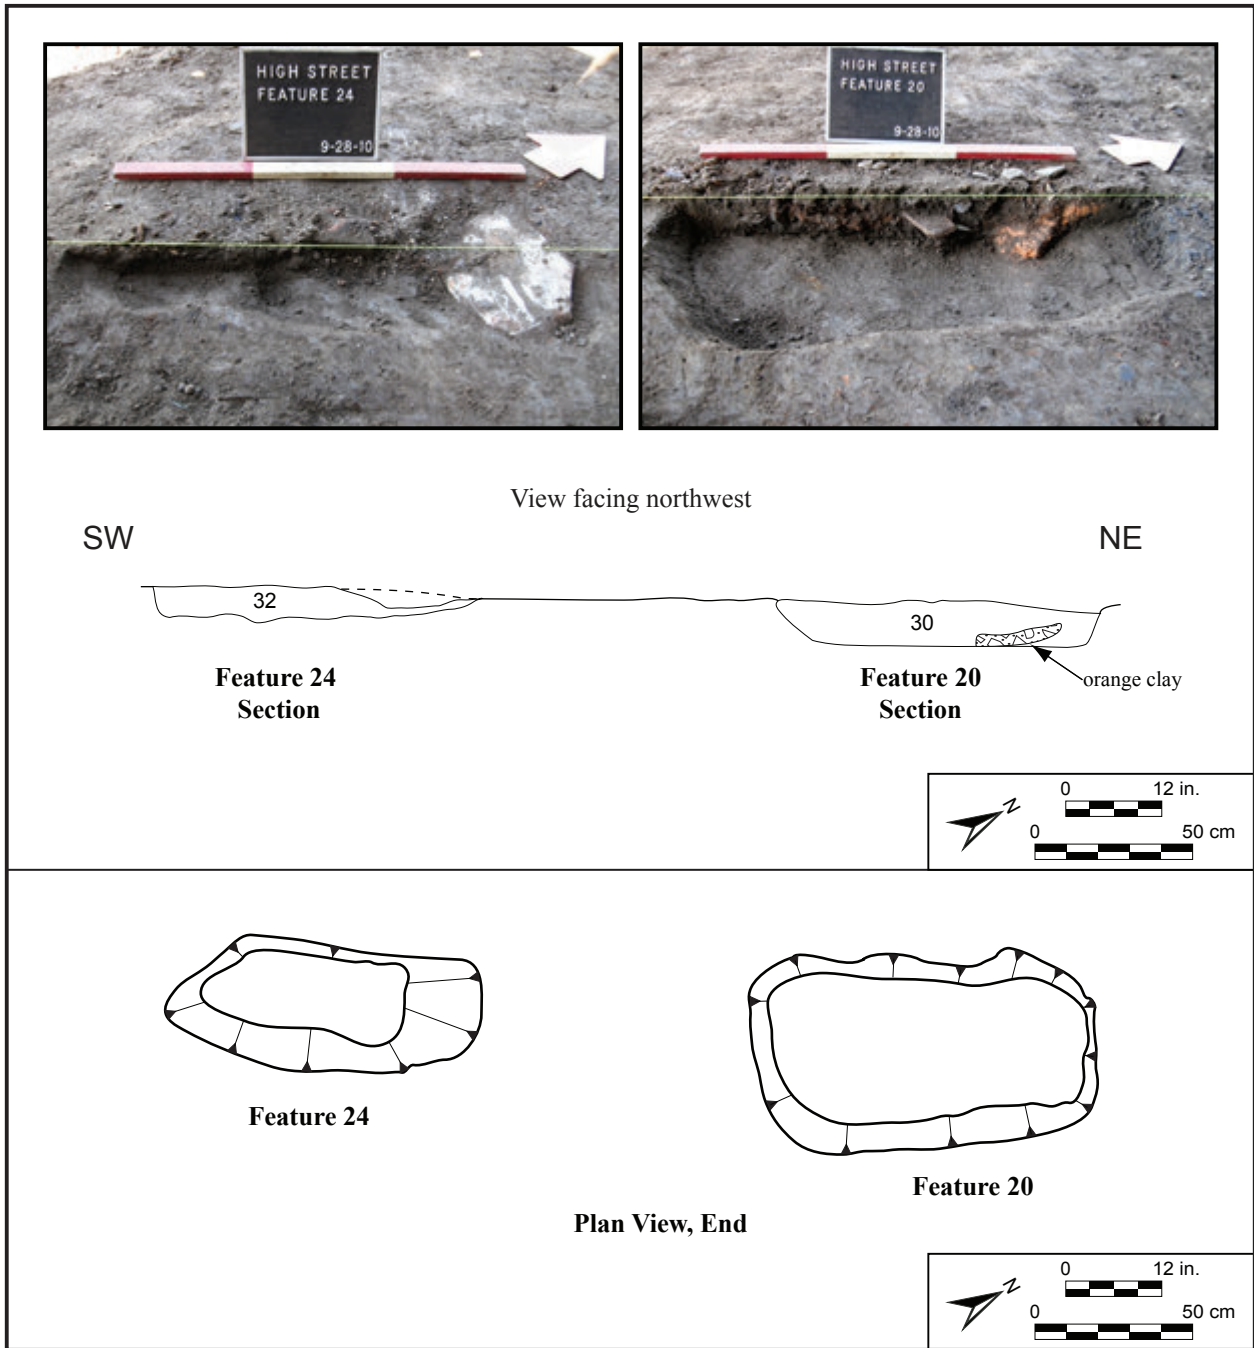 HIGH STREET
FEATURE 24
9-28-10
HIGH STREET
FEATURE 20
9-28-10
View facing northwest
SW
NE
32
30
Feature 24
Section
Feature 20
Section
orange clay
N
0 12 in.
0 50 cm
Feature 24
Feature 20
Plan View, End
N
0 12 in.
0 50 cm